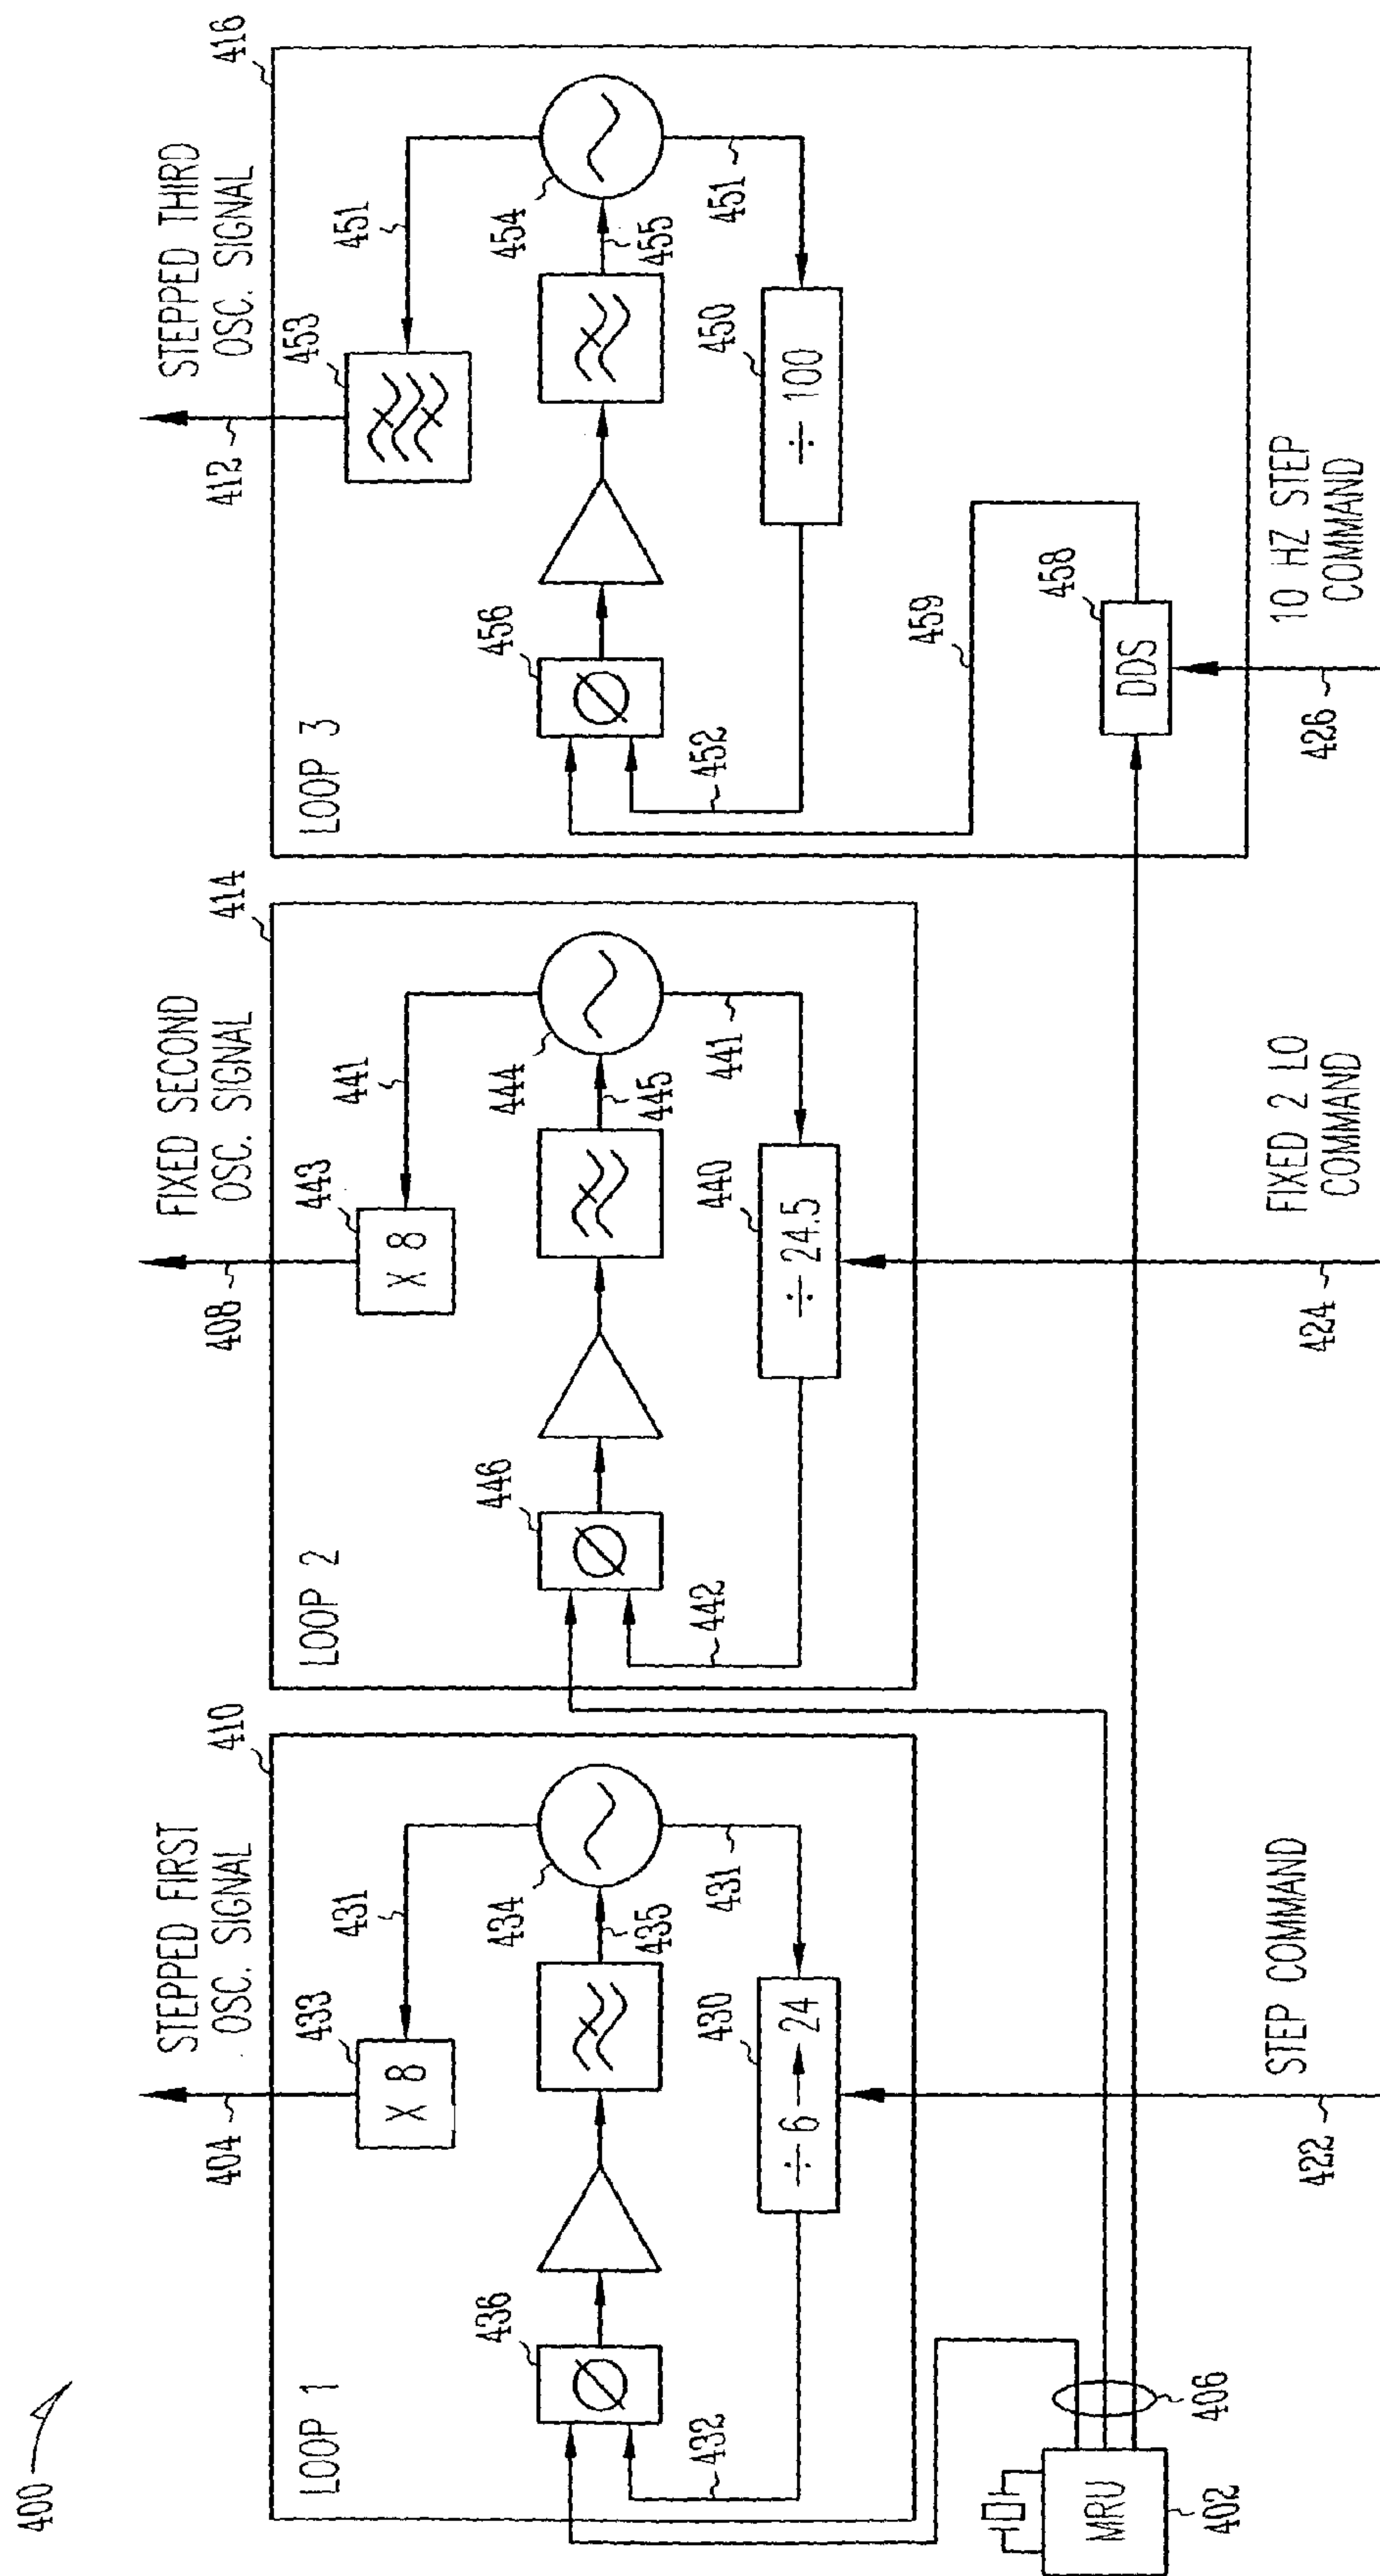 400
STEPPED FIRST
OSC. SIGNAL
404
410
LOOP 1
433
X 8
431
434
435
436
430
÷ 6 → 24
431
432
STEP COMMAND
422
MRU
402
406
FIXED SECOND
OSC. SIGNAL
408
414
LOOP 2
443
X 8
441
444
445
446
440
÷ 24.5
441
442
FIXED 2 LO
COMMAND
424
STEPPED THIRD
OSC. SIGNAL
412
416
LOOP 3
453
451
454
455
456
450
÷ 100
451
452
459
458
DDS
10 HZ STEP
COMMAND
426